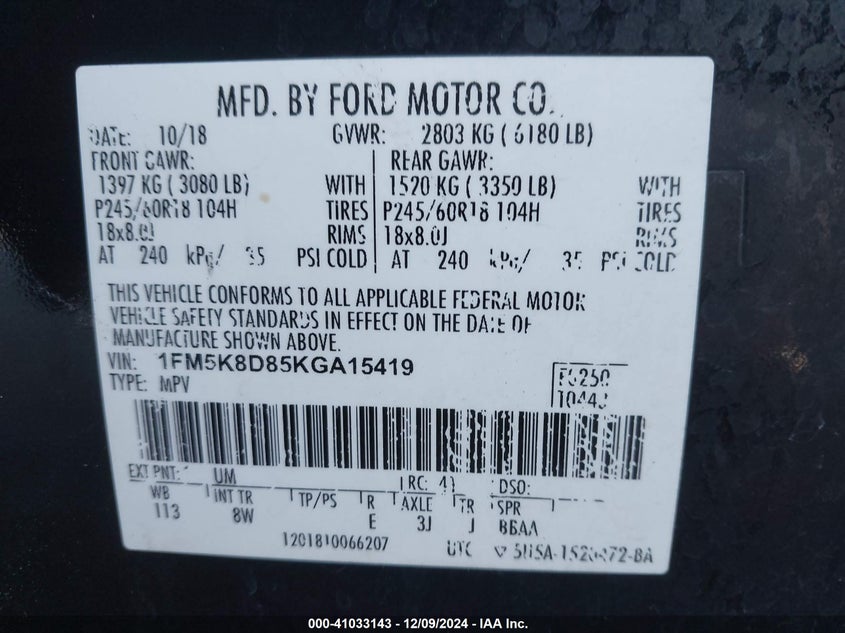 MFD. BY FORD MOTOR CO.
DATE: 10/18 GVWR: 2803 KG ( 6180 LB)
FRONT GAWR: REAR GAWR:
1397 KG ( 3080 LB) WITH 1520 KG ( 3350 LB) WITH
P245/60R18 104H TIRES P245/60R18 104H TIRES
18x8.0J RIMS 18x8.0J RIMS
AT 240 kPa/ 35 PSI COLD AT 240 kPa/ 35 PSI COLD
THIS VEHICLE CONFORMS TO ALL APPLICABLE FEDERAL MOTOR
VEHICLE SAFETY STANDARDS IN EFFECT ON THE DATE OF
MANUFACTURE SHOWN ABOVE.
VIN: 1FM5K8D85KGA15419
TYPE: MPV
F0250
T0443
EXT PNT: UM RC: 41 DSO:
WB INT TR TP/PS R AXLE TR SPR
113 8W E 3J J BBAA
1201810066207 UTC
000-41033143 - 12/09/2024 - IAA Inc.